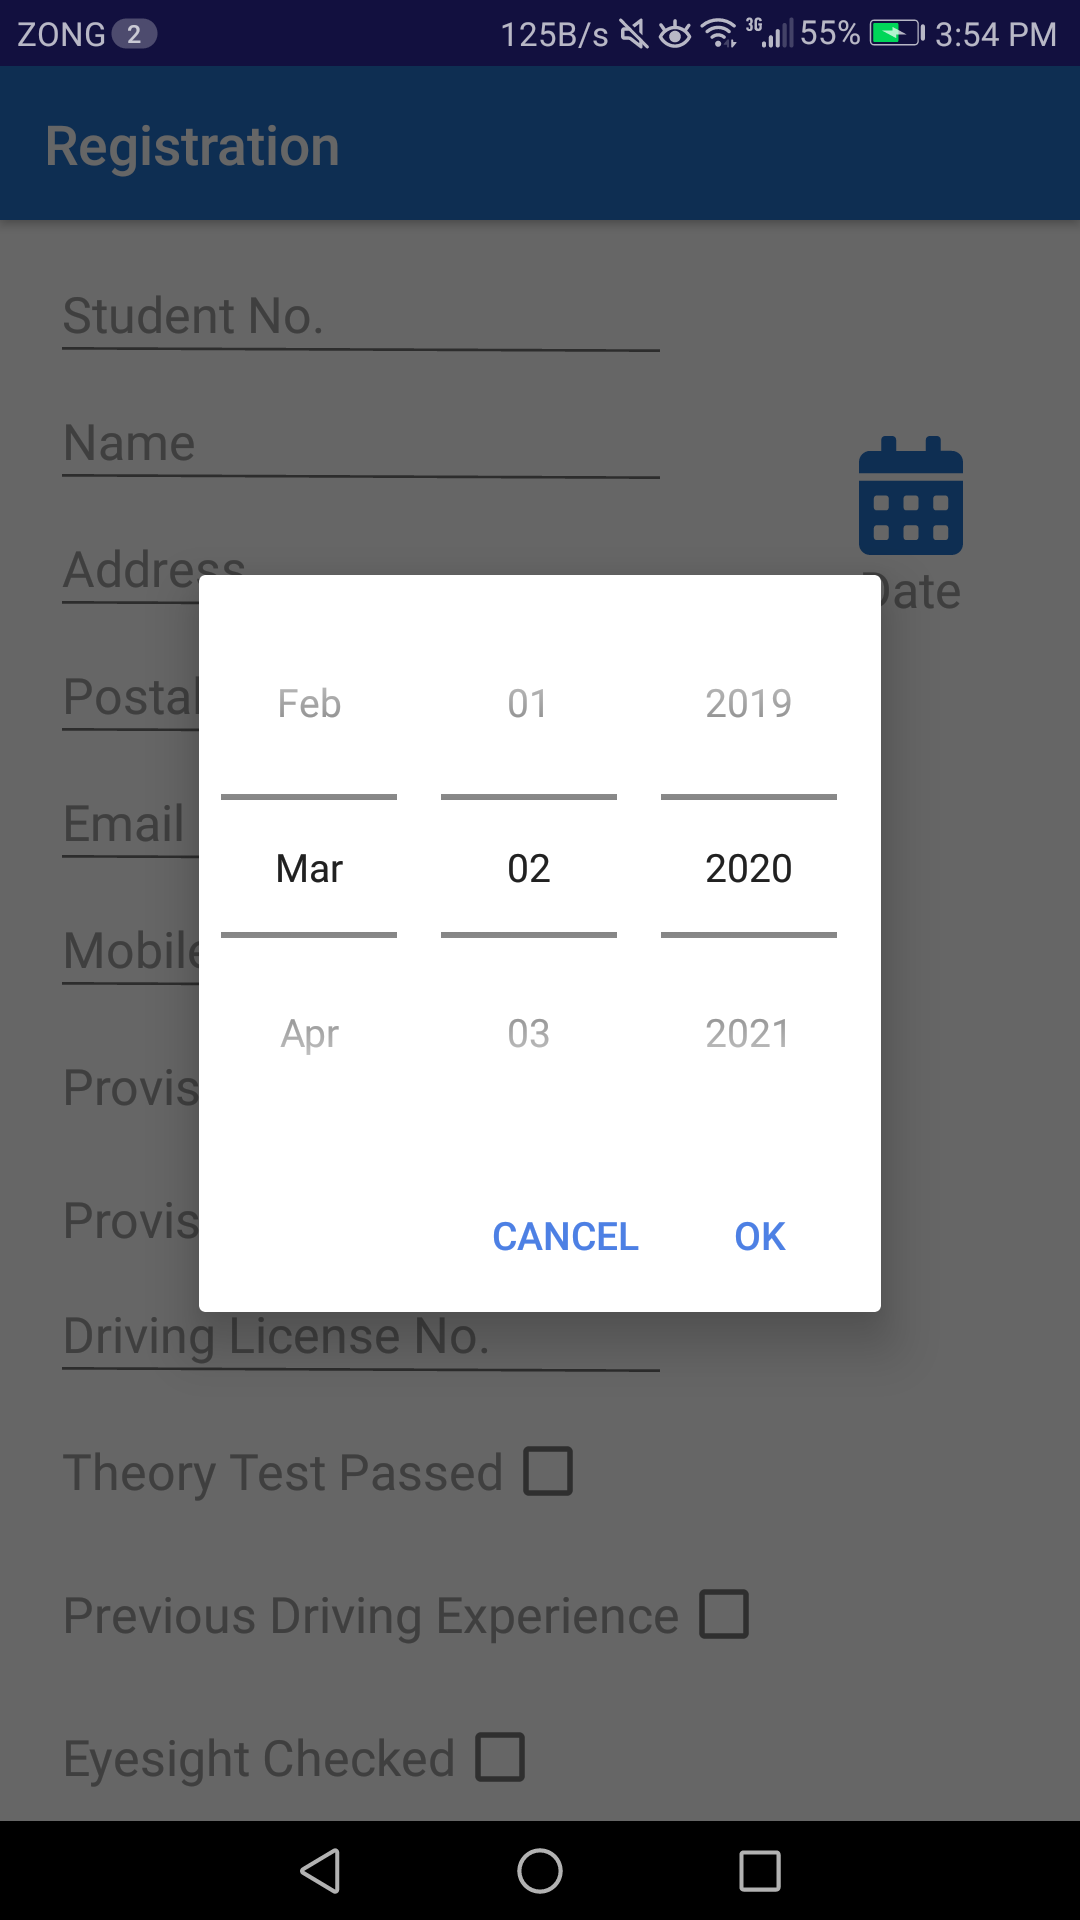 ZONG 2 125B/s 3G 55% 3:54 PM
Registration
Student No.
Name
Address
Date
Postal
Email
Mobile
Provis
Provis
Feb 01 2019
Mar 02 2020
Apr 03 2021
CANCEL OK
Driving License No.
Theory Test Passed
Previous Driving Experience
Eyesight Checked